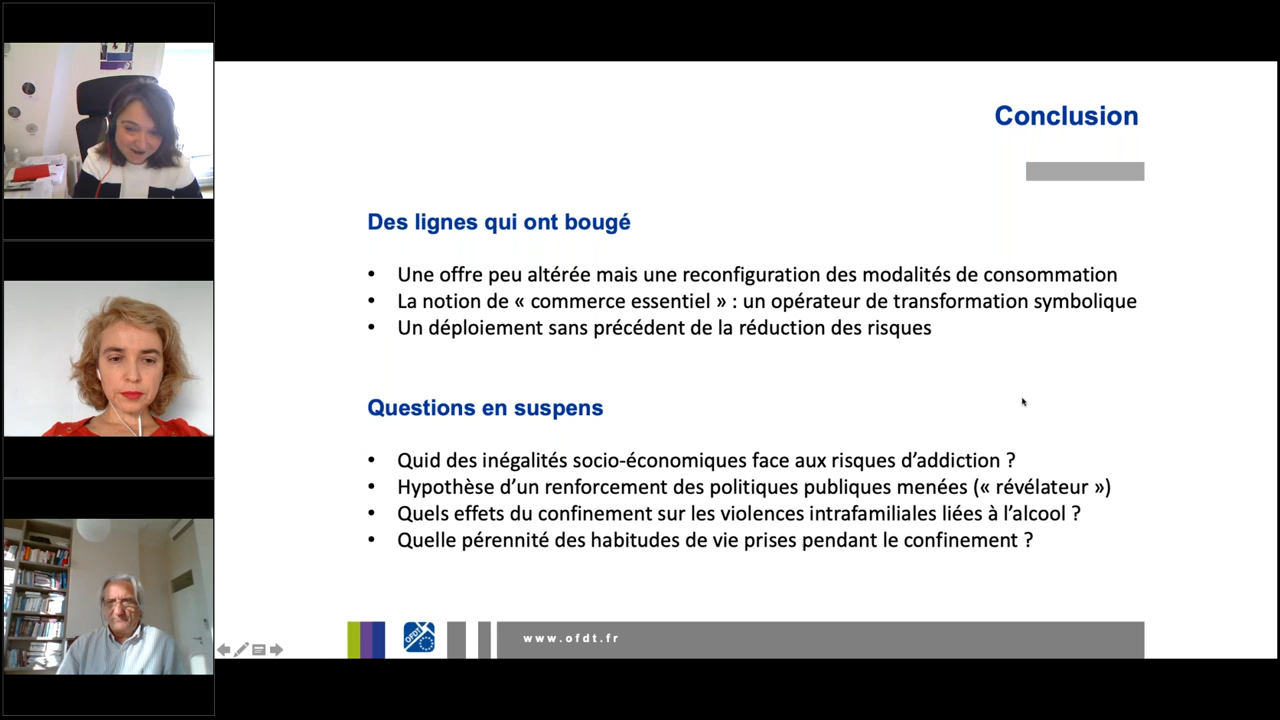 Conclusion
Des lignes qui ont bougé
• Une offre peu altérée mais une reconfiguration des modalités de consommation
• La notion de « commerce essentiel » : un opérateur de transformation symbolique
• Un déploiement sans précédent de la réduction des risques
Questions en suspens
• Quid des inégalités socio-économiques face aux risques d’addiction ?
• Hypothèse d’un renforcement des politiques publiques menées (« révélateur »)
• Quels effets du confinement sur les violences intrafamiliales liées à l’alcool ?
• Quelle pérennité des habitudes de vie prises pendant le confinement ?
OFDT
www.ofdt.fr